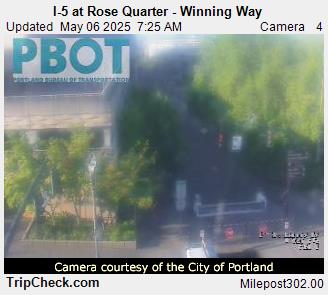 I-5 at Rose Quarter - Winning Way
Updated May 06 2025 7:25 AM Camera 4
PBOT
PORTLAND BUREAU OF TRANSPORTATION
Camera courtesy of the City of Portland
TripCheck.com Milepost302.00